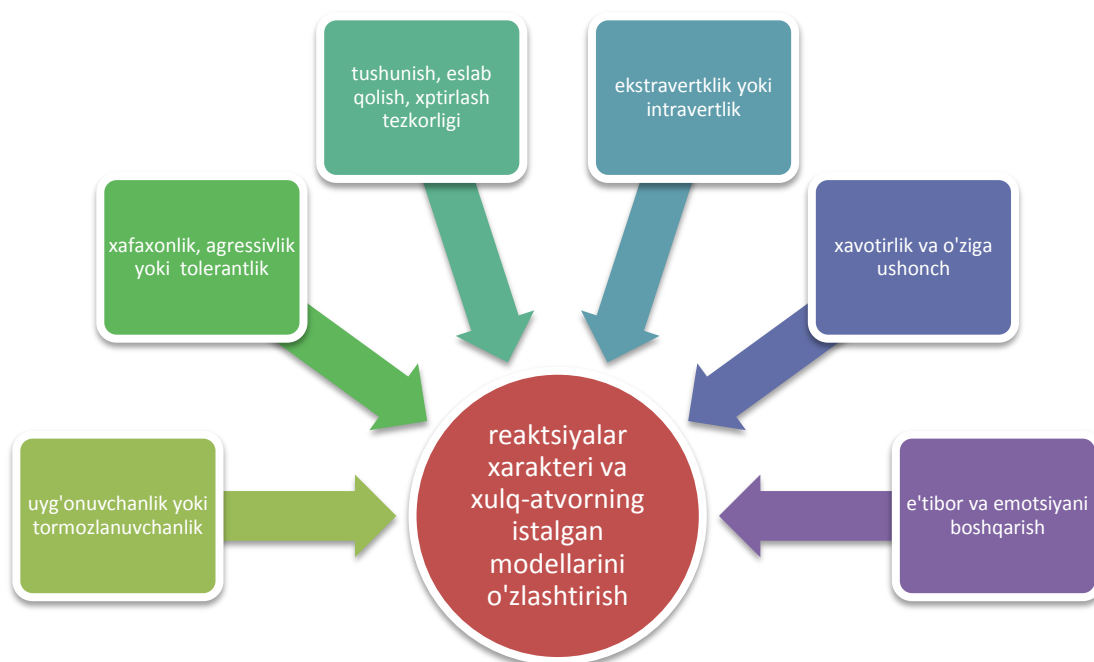 tushunish, eslab
qolish, xptirlash
tezkorligi
ekstravertklik yoki
intravertlik
xafaxonlik, agressivlik
yoki tolerantlik
xavotirlik va o'ziga
ushonch
uyg'onuvchanlik yoki
tormozlanuvchanlik
reaktsiyalar
xarakteri va
xulq-atvorning
istalgan
modellarini
o'zlashtirish
e'tibor va emotsiyani
boshqarish